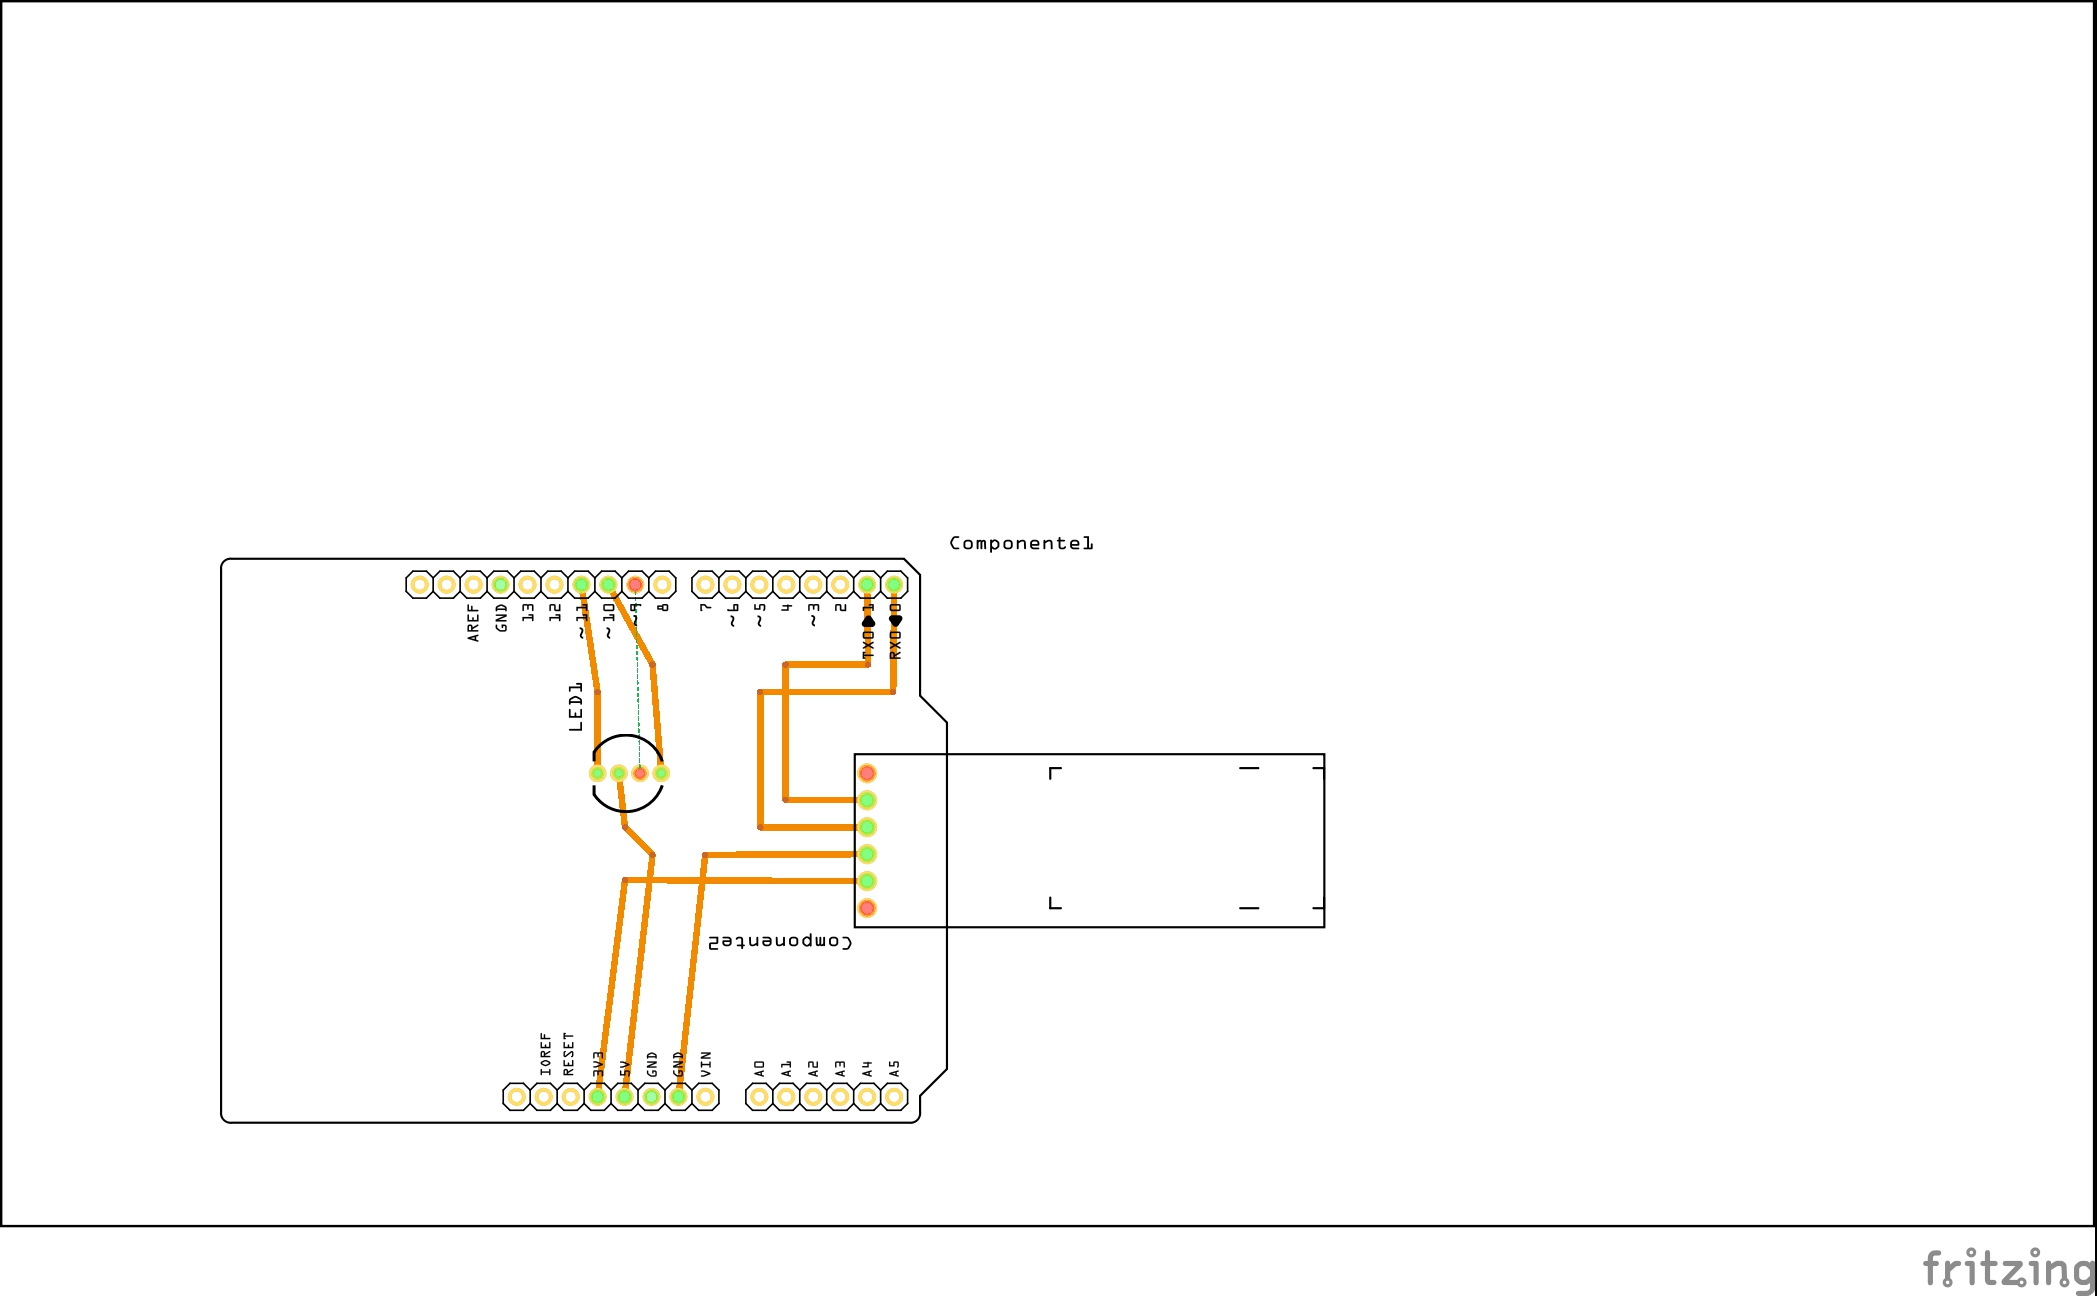 Componente1
AREF
GND
13
12
~11
~10
~9
8
7
~6
~5
4
~3
2
TX0 1
RX0 0
LED1
Componente2
IOREF
RESET
3V3
5V
GND
GND
VIN
A0
A1
A2
A3
A4
A5
fritzing